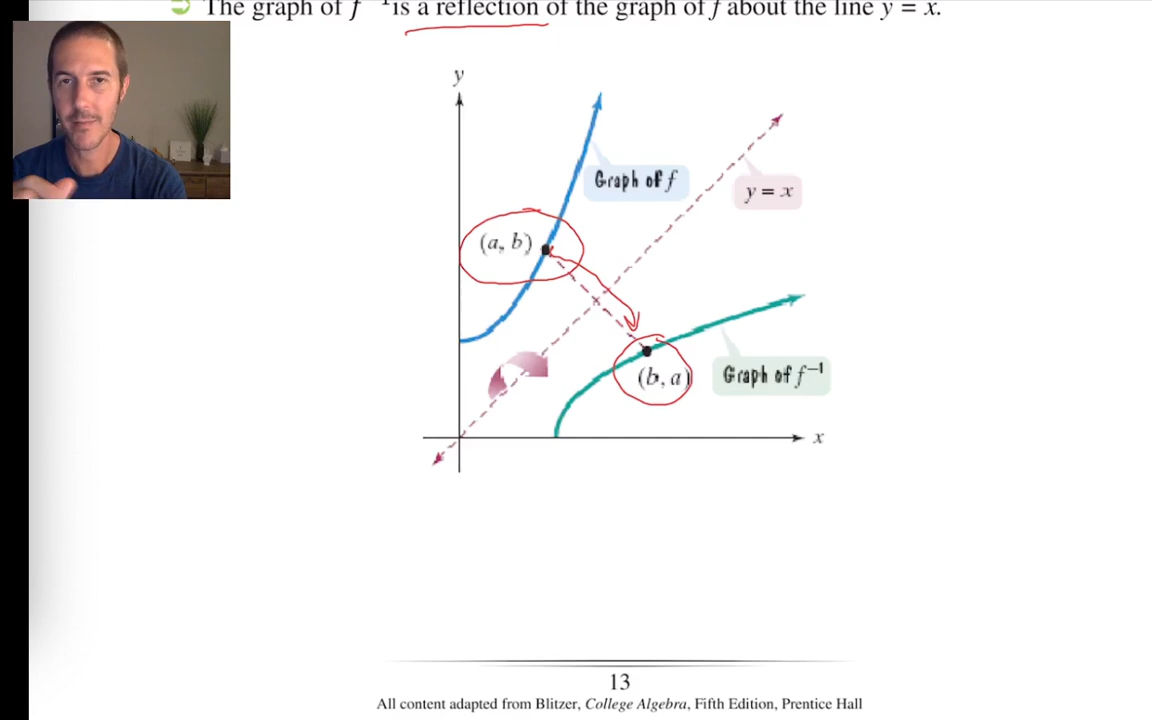 The graph of f⁻¹ is a reflection of the graph of f about the line y = x.
y
Graph of f
y = x
(a, b)
(b, a)
Graph of f⁻¹
x
13
All content adapted from Blitzer, College Algebra, Fifth Edition, Prentice Hall